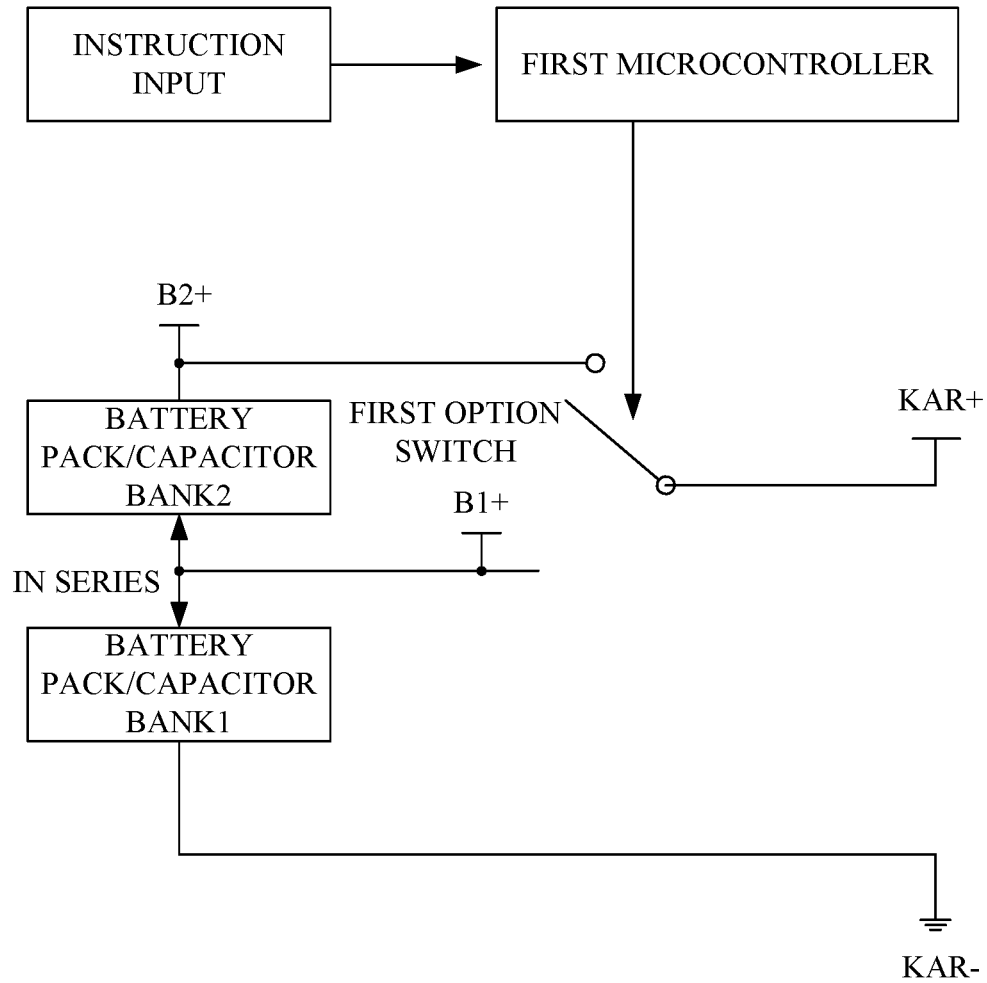 INSTRUCTION
INPUT
FIRST MICROCONTROLLER
B2+
BATTERY
PACK/CAPACITOR
BANK2
FIRST OPTION
SWITCH
KAR+
B1+
IN SERIES
BATTERY
PACK/CAPACITOR
BANK1
KAR-